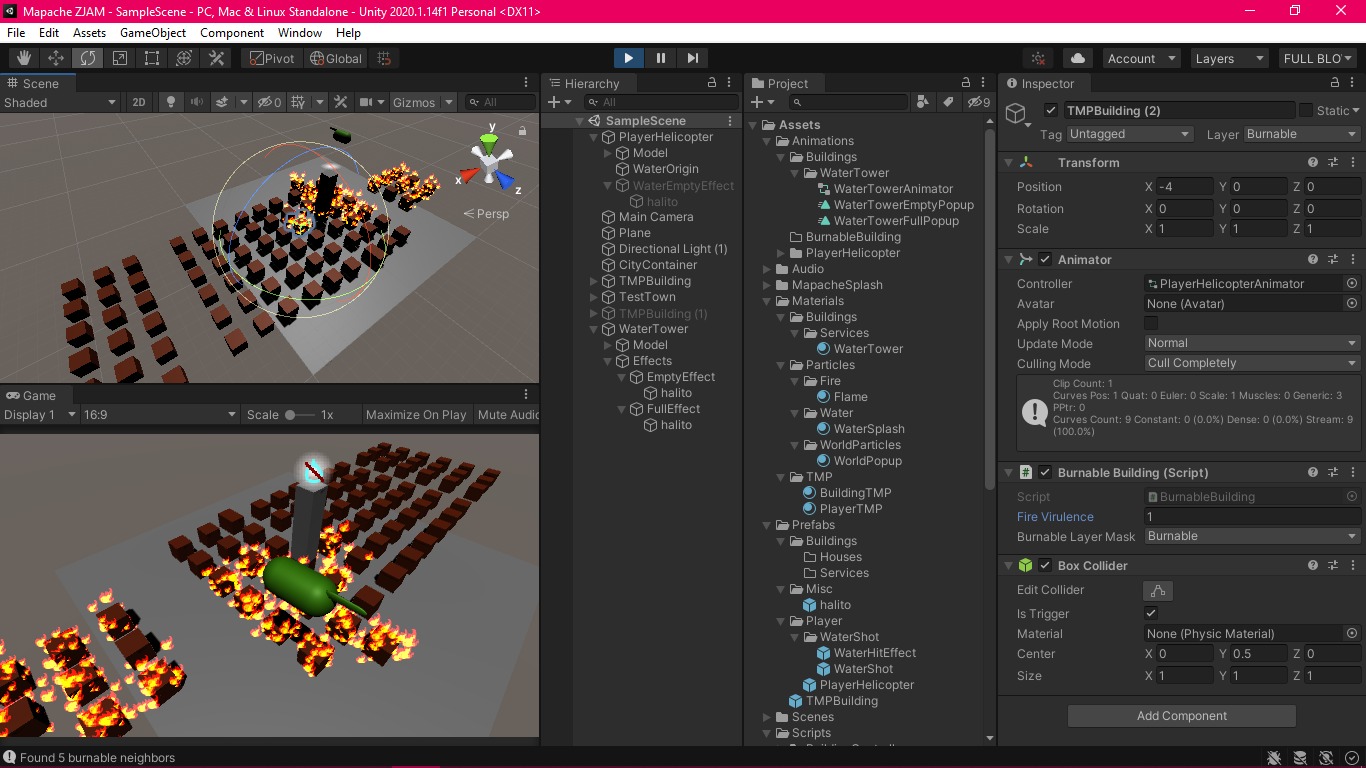 Mapache ZJAM - SampleScene - PC, Mac & Linux Standalone - Unity 2020.1.14f1 Personal <DX11>
File Edit Assets GameObject Component Window Help
Pivot Global Account Layers FULL BLO
Scene
Shaded 2D 0 Gizmos All
y
x
z
Persp
Game
Display 1 16:9 Scale 1x Maximize On Play Mute Audio
Hierarchy
All
SampleScene
PlayerHelicopter
Model
WaterOrigin
WaterEmptyEffect
halito
Main Camera
Plane
Directional Light (1)
CityContainer
TMPBuilding
TestTown
TMPBuilding (1)
WaterTower
Model
Effects
EmptyEffect
halito
FullEffect
halito
Project
9
Assets
Animations
Buildings
WaterTower
WaterTowerAnimator
WaterTowerEmptyPopup
WaterTowerFullPopup
BurnableBuilding
PlayerHelicopter
Audio
MapacheSplash
Materials
Buildings
Services
WaterTower
Particles
Fire
Flame
Water
WaterSplash
WorldParticles
WorldPopup
TMP
BuildingTMP
PlayerTMP
Prefabs
Buildings
Houses
Services
Misc
halito
Player
WaterShot
WaterHitEffect
WaterShot
PlayerHelicopter
TMPBuilding
Scenes
Scripts
Inspector
TMPBuilding (2) Static
Tag Untagged Layer Burnable
Transform
Position X -4 Y 0 Z 0
Rotation X 0 Y 0 Z 0
Scale X 1 Y 1 Z 1
Animator
Controller PlayerHelicopterAnimator
Avatar None (Avatar)
Apply Root Motion
Update Mode Normal
Culling Mode Cull Completely
Clip Count: 1
Curves Pos: 1 Quat: 0 Euler: 0 Scale: 1 Muscles: 0 Generic: 3
PPtr: 0
Curves Count: 9 Constant: 0 (0.0%) Dense: 0 (0.0%) Stream: 9
(100.0%)
# Burnable Building (Script)
Script BurnableBuilding
Fire Virulence 1
Burnable Layer Mask Burnable
Box Collider
Edit Collider
Is Trigger
Material None (Physic Material)
Center X 0 Y 0.5 Z 0
Size X 1 Y 1 Z 1
Add Component
Found 5 burnable neighbors